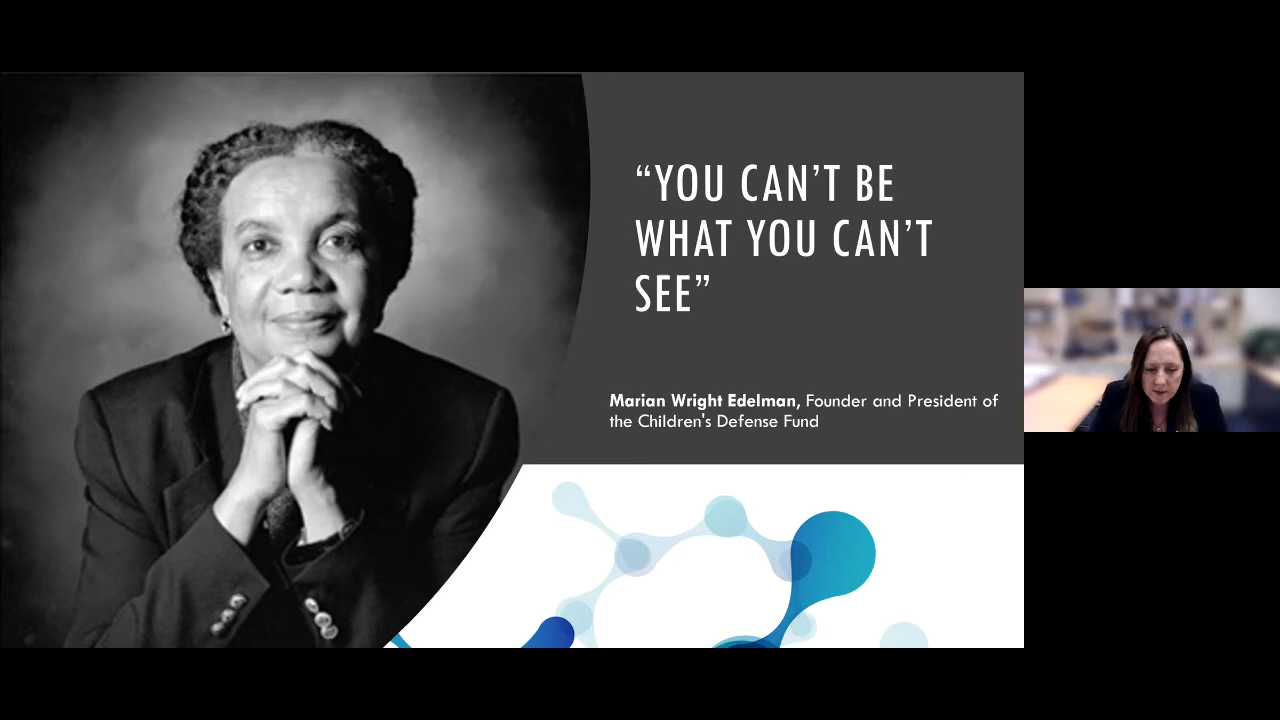 “YOU CAN’T BE
WHAT YOU CAN’T
SEE”
Marian Wright Edelman, Founder and President of
the Children's Defense Fund